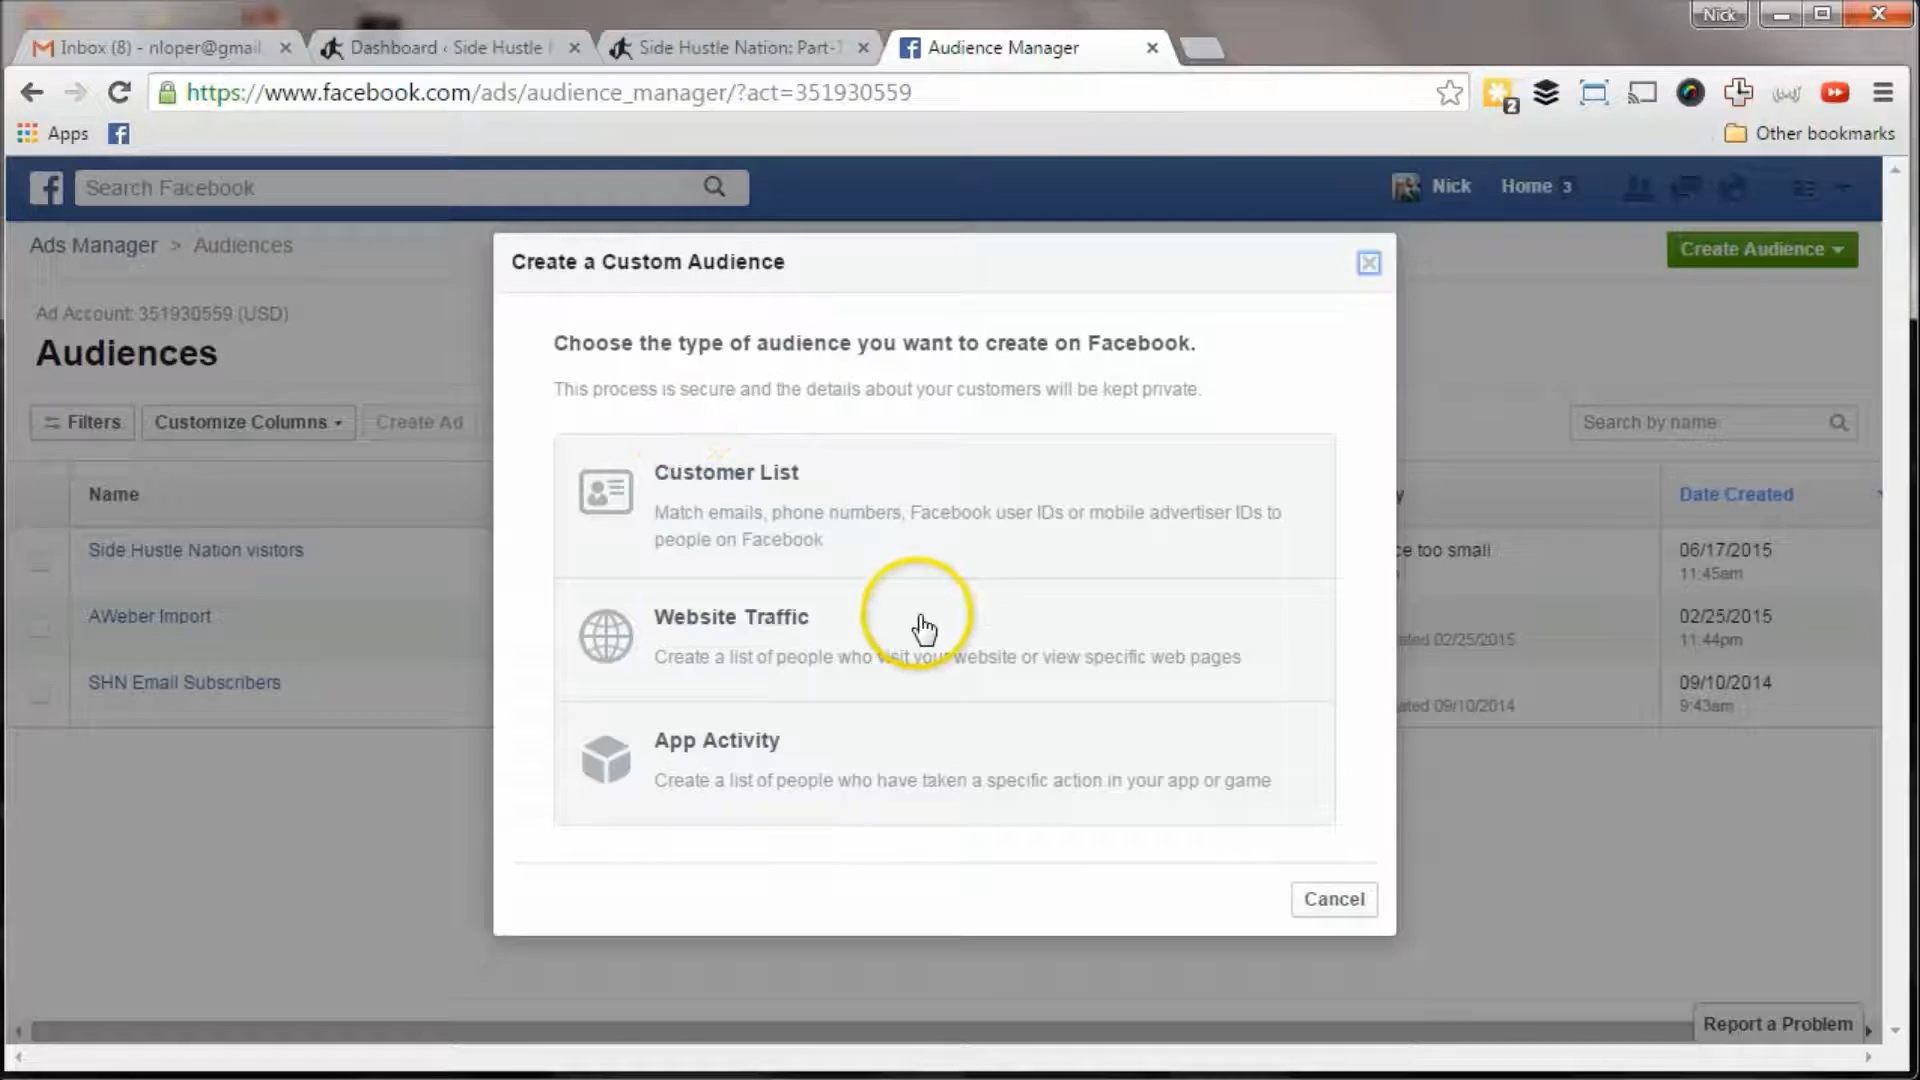 Nick
Inbox (8) - nloper@gmail
Dashboard ‹ Side Hustle
Side Hustle Nation: Part-
Audience Manager
https://www.facebook.com/ads/audience_manager/?act=351930559
2
Apps
Other bookmarks
Search Facebook
Nick
Home 3
Ads Manager > Audiences
Create Audience
Ad Account: 351930559 (USD)
Audiences
Filters
Customize Columns
Create Ad
Search by name
Name
y
Date Created
Side Hustle Nation visitors
ce too small
06/17/2015
11:45am
AWeber Import
ated 02/25/2015
02/25/2015
11:44pm
SHN Email Subscribers
ated 09/10/2014
09/10/2014
9:43am
Create a Custom Audience
Choose the type of audience you want to create on Facebook.
This process is secure and the details about your customers will be kept private.
Customer List
Match emails, phone numbers, Facebook user IDs or mobile advertiser IDs to
people on Facebook
Website Traffic
Create a list of people who visit your website or view specific web pages
App Activity
Create a list of people who have taken a specific action in your app or game
Cancel
Report a Problem